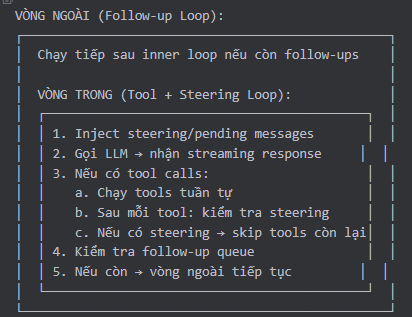 VÒNG NGOÀI (Follow-up Loop):
Chạy tiếp sau inner loop nếu còn follow-ups
VÒNG TRONG (Tool + Steering Loop):
1. Inject steering/pending messages
2. Gọi LLM → nhận streaming response
3. Nếu có tool calls:
a. Chạy tools tuần tự
b. Sau mỗi tool: kiểm tra steering
c. Nếu có steering → skip tools còn lại
4. Kiểm tra follow-up queue
5. Nếu còn → vòng ngoài tiếp tục